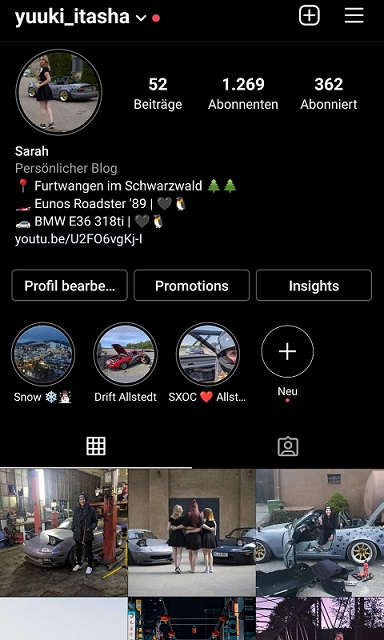 yuuki_itasha
52
1.269
362
Beiträge
Abonnenten
Abonniert
Sarah
Persönlicher Blog
📍 Furtwangen im Schwarzwald 🌲🌲
🏎️ Eunos Roadster '89 | 🖤🐧
🚗 BMW E36 318ti | 🖤🐧
youtu.be/U2FO6vgKj-I
Profil bearbe...
Promotions
Insights
Snow ❄️⛄
Drift Allstedt
SXOC ❤️ Allst...
Neu